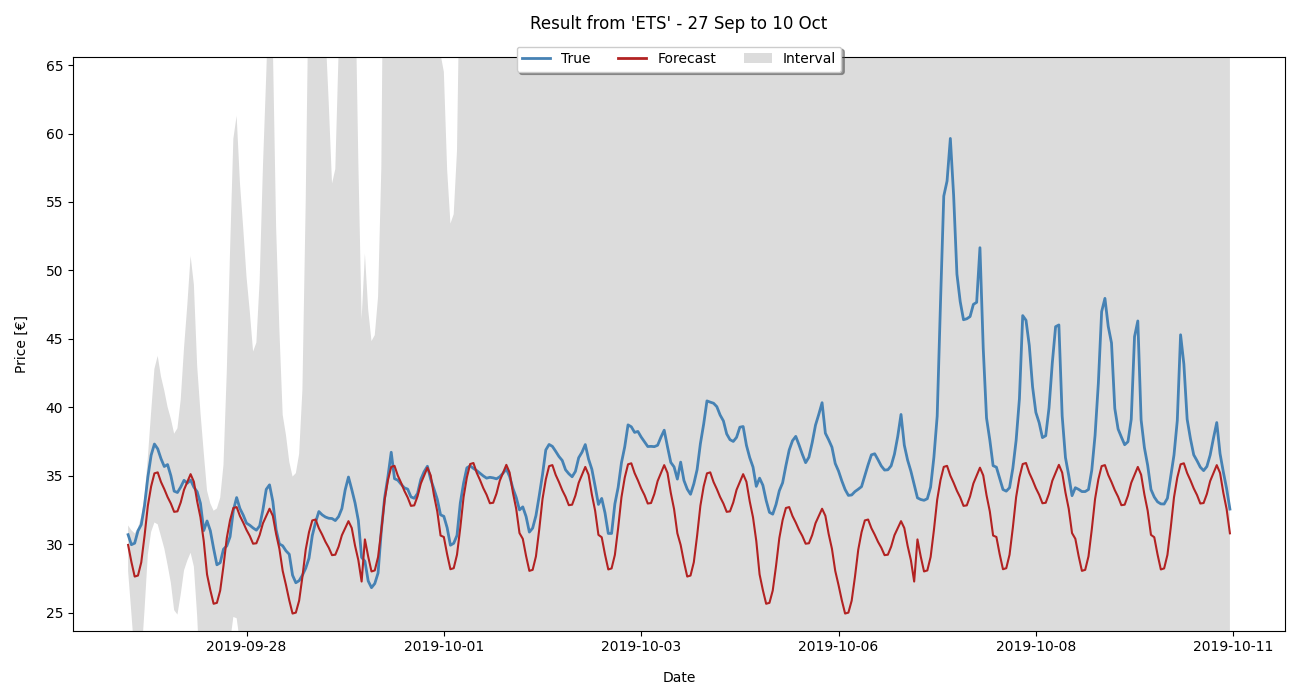 Result from 'ETS' - 27 Sep to 10 Oct
True Forecast Interval
65
60
55
50
45
40
35
30
25
Price [€]
2019-09-28 2019-10-01 2019-10-03 2019-10-06 2019-10-08 2019-10-11
Date